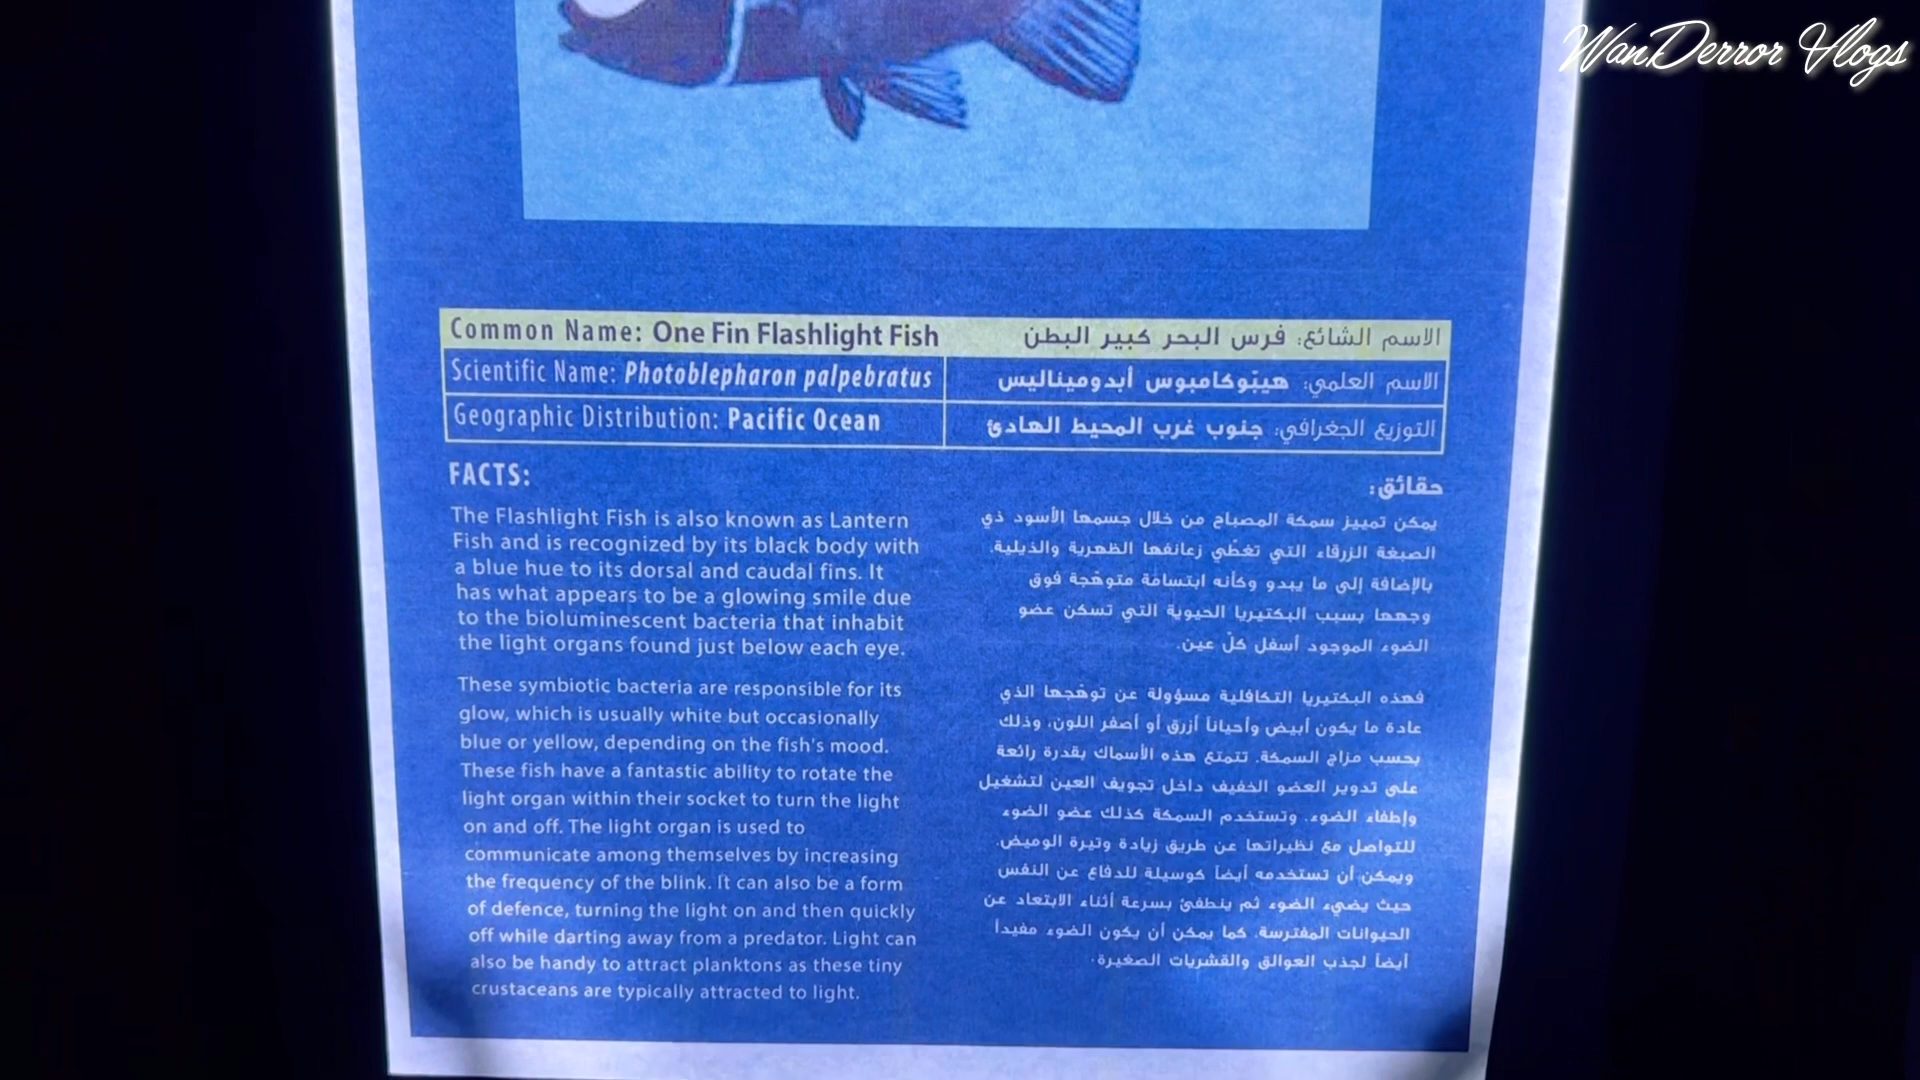 WanDerror Vlogs
Common Name: One Fin Flashlight Fish
الاسم الشائع: فرس البحر كبير البطن
Scientific Name: Photoblepharon palpebratus
الاسم العلمي: هيبّوكامبوس أبدوميناليس
Geographic Distribution: Pacific Ocean
التوزيع الجغرافي: جنوب غرب المحيط الهادئ
FACTS:
The Flashlight Fish is also known as Lantern
Fish and is recognized by its black body with
a blue hue to its dorsal and caudal fins. It
has what appears to be a glowing smile due
to the bioluminescent bacteria that inhabit
the light organs found just below each eye.
These symbiotic bacteria are responsible for its
glow, which is usually white but occasionally
blue or yellow, depending on the fish's mood.
These fish have a fantastic ability to rotate the
light organ within their socket to turn the light
on and off. The light organ is used to
communicate among themselves by increasing
the frequency of the blink. It can also be a form
of defence, turning the light on and then quickly
off while darting away from a predator. Light can
also be handy to attract planktons as these tiny
crustaceans are typically attracted to light.
حقائق:
يمكن تمييز سمكة المصباح من خلال جسمها الأسود ذي
الصبغة الزرقاء التي تغطّي زعانفها الظهرية والذيلية.
بالإضافة إلى ما يبدو وكأنه ابتسامة متوهّجة فوق
وجهها بسبب البكتيريا الحيوية التي تسكن عضو
الضوء الموجود أسفل كلّ عين.
فهذه البكتيريا التكافلية مسؤولة عن توهّجها الذي
عادة ما يكون أبيض وأحياناً أزرق أو أصفر اللون، وذلك
بحسب مزاج السمكة. تتمتع هذه الأسماك بقدرة رائعة
على تدوير العضو الخفيف داخل تجويف العين لتشغيل
وإطفاء الضوء. وتستخدم السمكة كذلك عضو الضوء
للتواصل مع نظيراتها عن طريق زيادة وتيرة الوميض.
ويمكن أن تستخدمه أيضاً كوسيلة للدفاع عن النفس
حيث يضيء الضوء ثم ينطفئ بسرعة أثناء الابتعاد عن
الحيوانات المفترسة. كما يمكن أن يكون الضوء مفيداً
أيضاً لجذب العوالق والقشريات الصغيرة.